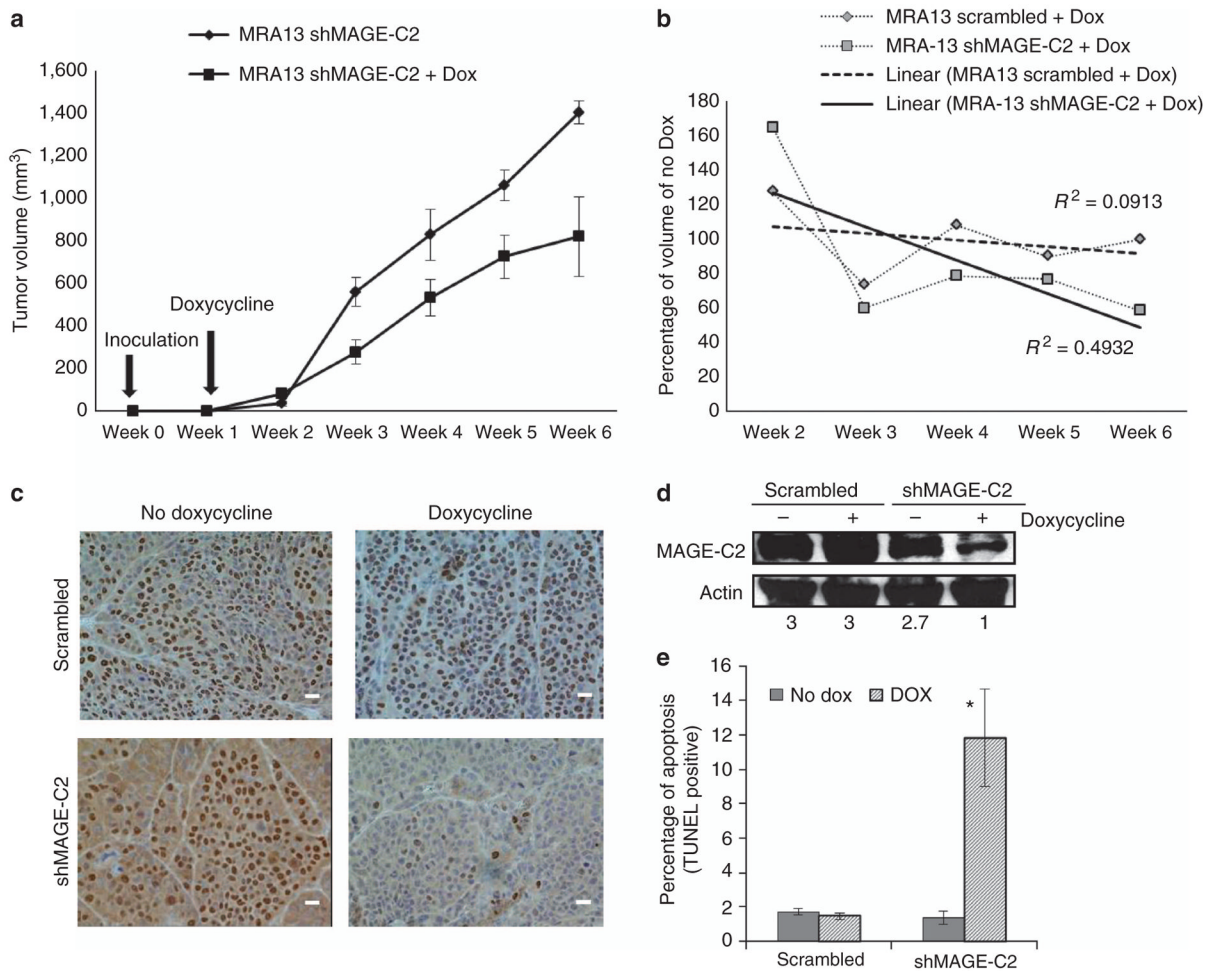 a
MRA13 shMAGE-C2
MRA13 shMAGE-C2 + Dox
Tumor volume (mm³)
1,600
1,400
1,200
1,000
800
600
400
200
0
Inoculation
Doxycycline
Week 0 Week 1 Week 2 Week 3 Week 4 Week 5 Week 6
b
MRA13 scrambled + Dox
MRA-13 shMAGE-C2 + Dox
Linear (MRA13 scrambled + Dox)
Linear (MRA-13 shMAGE-C2 + Dox)
Percentage of volume of no Dox
180
160
140
120
100
80
60
40
20
0
R² = 0.0913
R² = 0.4932
Week 2 Week 3 Week 4 Week 5 Week 6
c
No doxycycline Doxycycline
Scrambled
shMAGE-C2
d
Scrambled shMAGE-C2
– + – + Doxycycline
MAGE-C2
Actin
3 3 2.7 1
e
Percentage of apoptosis
(TUNEL positive)
16
14
12
10
8
6
4
2
0
No dox DOX
*
Scrambled shMAGE-C2